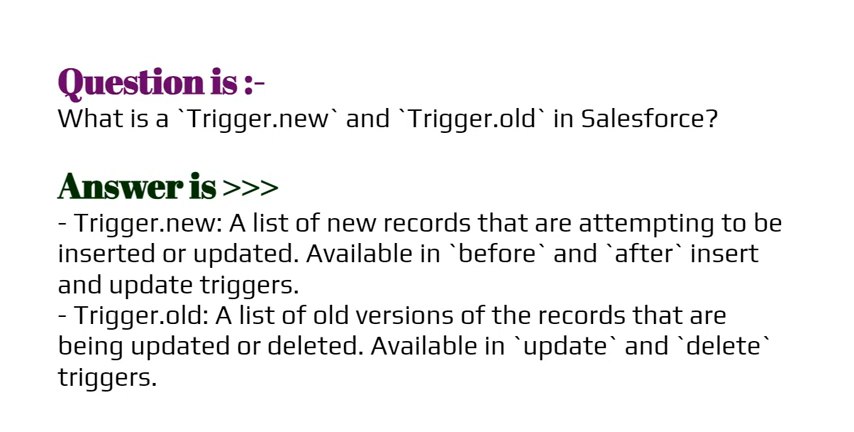 Question is :-
What is a `Trigger.new` and `Trigger.old` in Salesforce?
Answer is >>>
- Trigger.new: A list of new records that are attempting to be
inserted or updated. Available in `before` and `after` insert
and update triggers.
- Trigger.old: A list of old versions of the records that are
being updated or deleted. Available in `update` and `delete`
triggers.